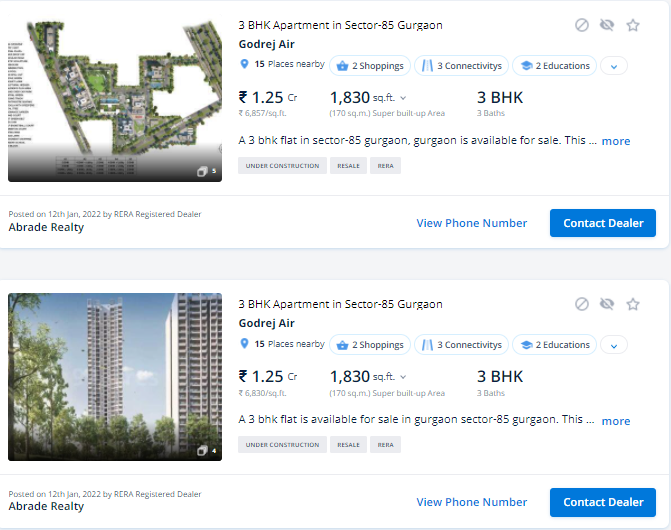 3 BHK Apartment in Sector-85 Gurgaon
Godrej Air
15 Places nearby
2 Shoppings
3 Connectivitys
2 Educations
₹ 1.25 Cr
1,830 sq.ft.
3 BHK
₹ 6,857/sq.ft.
(170 sq.m.) Super built-up Area
3 Baths
A 3 bhk flat in sector-85 gurgaon, gurgaon is available for sale. This ... more
UNDER CONSTRUCTION
RESALE
RERA
5
Posted on 12th Jan, 2022 by RERA Registered Dealer
Abrade Realty
View Phone Number
Contact Dealer
3 BHK Apartment in Sector-85 Gurgaon
Godrej Air
15 Places nearby
2 Shoppings
3 Connectivitys
2 Educations
₹ 1.25 Cr
1,830 sq.ft.
3 BHK
₹ 6,830/sq.ft.
(170 sq.m.) Super built-up Area
3 Baths
A 3 bhk flat is available for sale in gurgaon sector-85 gurgaon. This ... more
UNDER CONSTRUCTION
RESALE
RERA
4
Posted on 12th Jan, 2022 by RERA Registered Dealer
Abrade Realty
View Phone Number
Contact Dealer